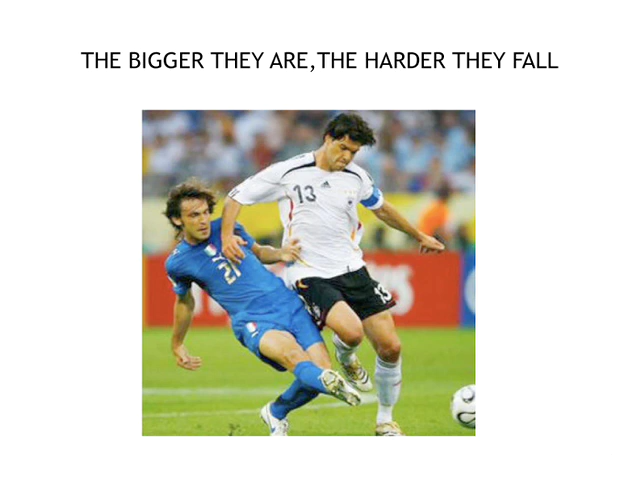 THE BIGGER THEY ARE,THE HARDER THEY FALL
21
13
13